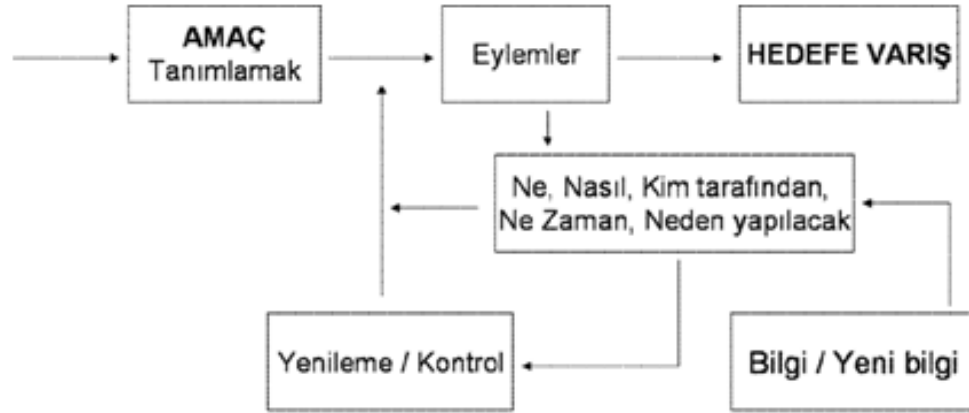 AMAÇ
Tanımlamak
Eylemler
HEDEFE VARIŞ
Ne, Nasıl, Kim tarafından,
Ne Zaman, Neden yapılacak
Yenileme / Kontrol
Bilgi / Yeni bilgi